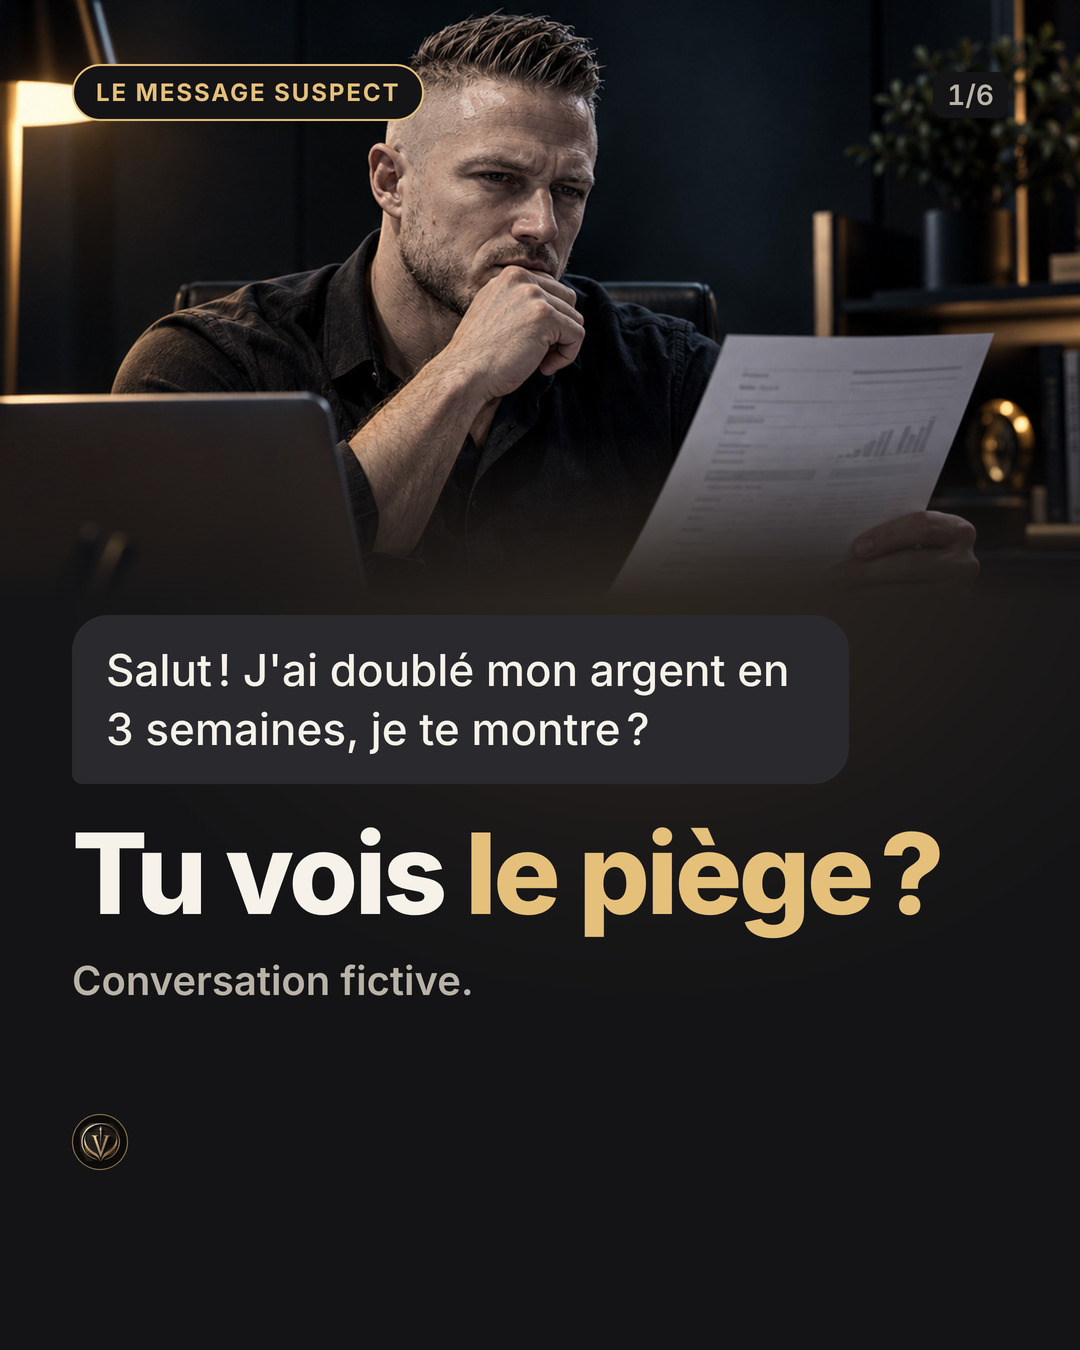 LE MESSAGE SUSPECT
1/6
Salut ! J'ai doublé mon argent en
3 semaines, je te montre ?
Tu vois le piège ?
Conversation fictive.
V